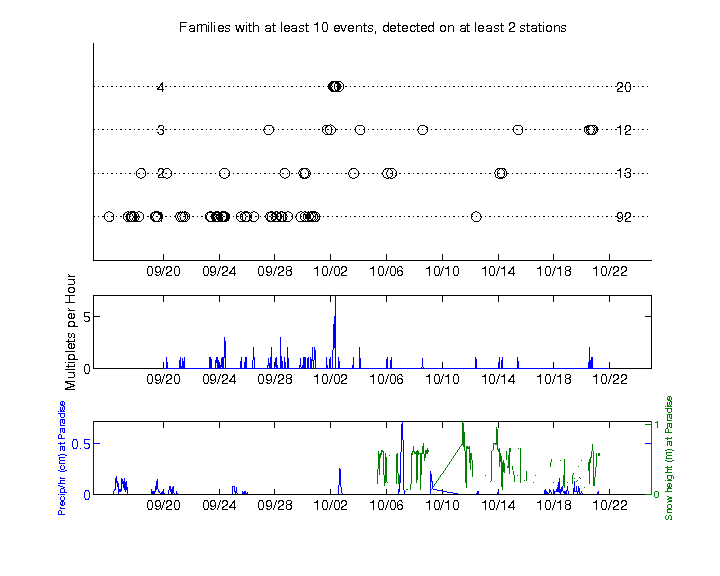 Families with at least 10 events, detected on at least 2 stations
4 20
3 12
2 13
92
09/20 09/24 09/28 10/02 10/06 10/10 10/14 10/18 10/22
Multiplets per Hour
5
0
09/20 09/24 09/28 10/02 10/06 10/10 10/14 10/18 10/22
Precip/hr (cm) at Paradise
0.5
0
1
0
Snow height (m) at Paradise
09/20 09/24 09/28 10/02 10/06 10/10 10/14 10/18 10/22